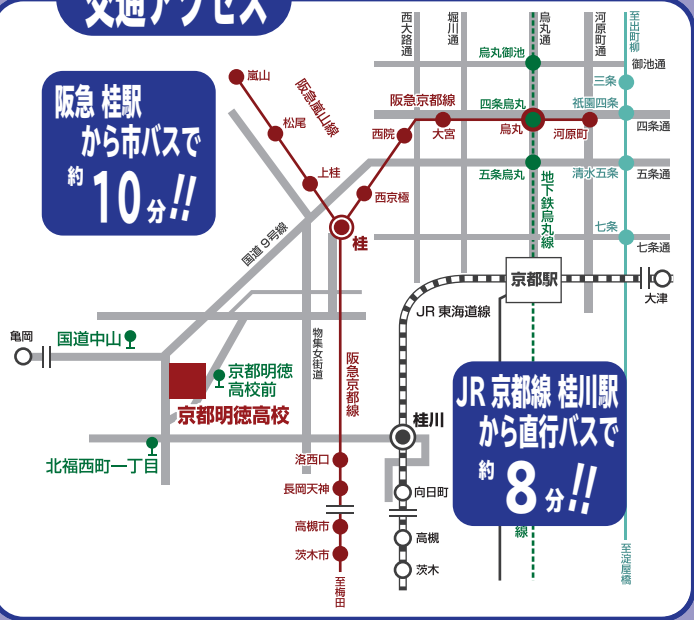 交通アクセス
阪急 桂駅
から市バスで
約10分!!
嵐山
松尾
上桂
阪急嵐山線
国道9号線
桂
西京極
西院
阪急京都線
大宮
四条烏丸
烏丸
河原町
西大路通
堀川通
烏丸通
河原町通
至出町柳
烏丸御池
御池通
三条
祇園四条
四条通
五条烏丸
清水五条
五条通
地下鉄烏丸線
七条
七条通
京都駅
大津
JR 東海道線
亀岡
国道中山
京都明徳
高校前
京都明徳高校
北福西町一丁目
物集女街道
阪急京都線
洛西口
長岡天神
高槻市
茨木市
至梅田
桂川
向日町
高槻
茨木
JR 京都線 桂川駅
から直行バスで
約8分!!
線
至淀屋橋